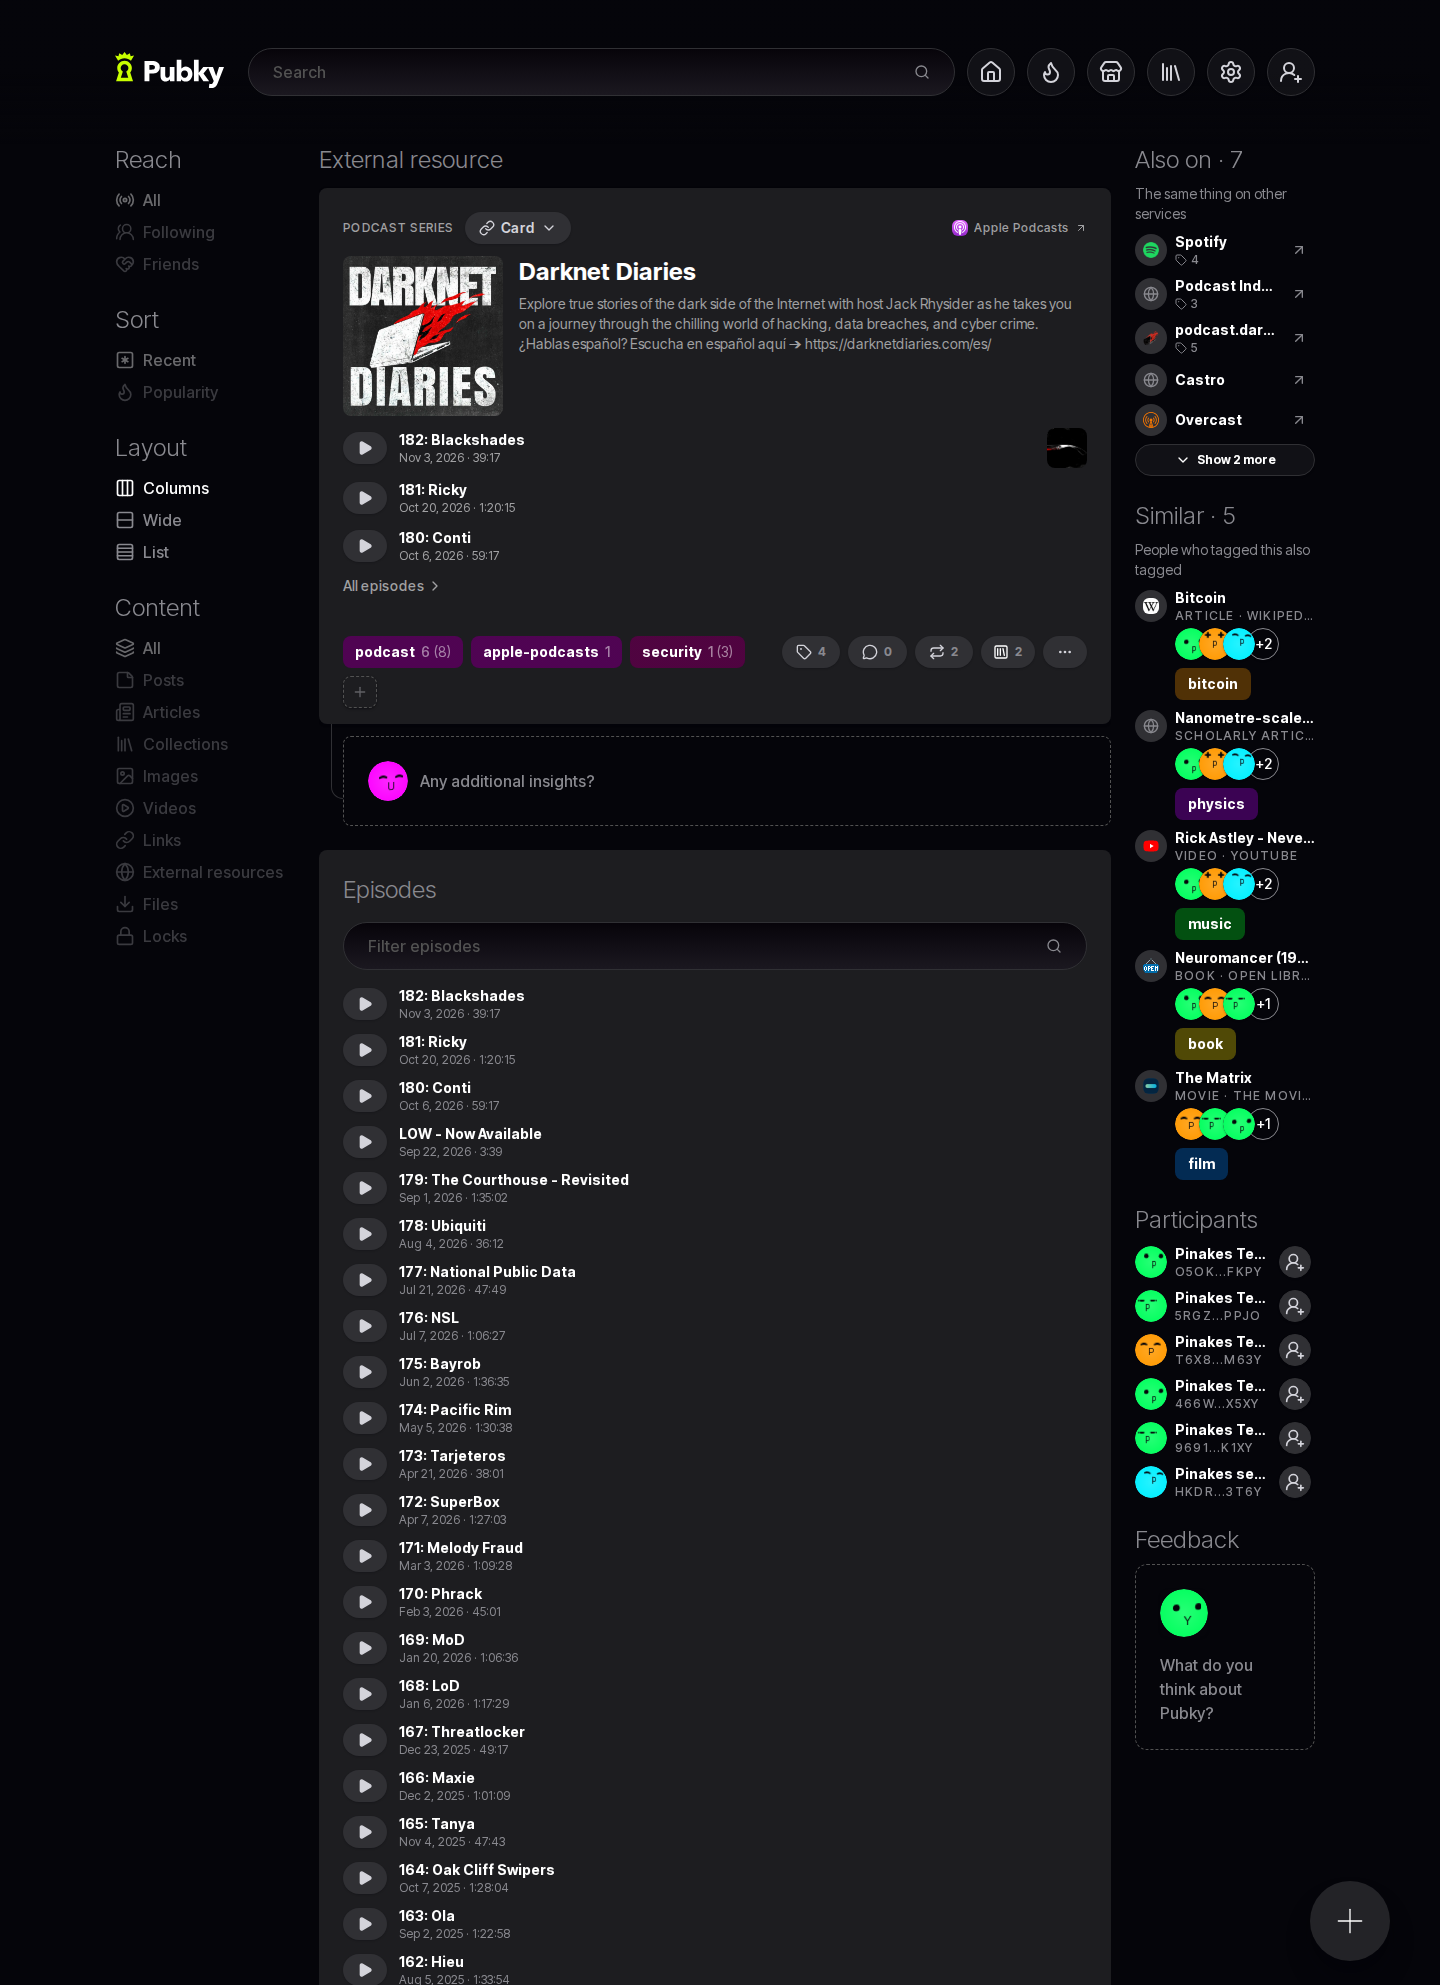 Pubky
Search
Reach
All
Following
Friends
Sort
Recent
Popularity
Layout
Columns
Wide
List
Content
All
Posts
Articles
Collections
Images
Videos
Links
External resources
Files
Locks
External resource
PODCAST SERIES
Card
Apple Podcasts
DARKNET
DIARIES
Darknet Diaries
Explore true stories of the dark side of the Internet with host Jack Rhysider as he takes you
on a journey through the chilling world of hacking, data breaches, and cyber crime.
¿Hablas español? Escucha en español aquí → https://darknetdiaries.com/es/
182: Blackshades
Nov 3, 2026 · 39:17
181: Ricky
Oct 20, 2026 · 1:20:15
180: Conti
Oct 6, 2026 · 59:17
All episodes
podcast 6 (8)
apple-podcasts 1
security 1 (3)
4
0
2
2
Any additional insights?
Episodes
Filter episodes
182: Blackshades
Nov 3, 2026 · 39:17
181: Ricky
Oct 20, 2026 · 1:20:15
180: Conti
Oct 6, 2026 · 59:17
LOW - Now Available
Sep 22, 2026 · 3:39
179: The Courthouse - Revisited
Sep 1, 2026 · 1:35:02
178: Ubiquiti
Aug 4, 2026 · 36:12
177: National Public Data
Jul 21, 2026 · 47:49
176: NSL
Jul 7, 2026 · 1:06:27
175: Bayrob
Jun 2, 2026 · 1:36:35
174: Pacific Rim
May 5, 2026 · 1:30:38
173: Tarjeteros
Apr 21, 2026 · 38:01
172: SuperBox
Apr 7, 2026 · 1:27:03
171: Melody Fraud
Mar 3, 2026 · 1:09:28
170: Phrack
Feb 3, 2026 · 45:01
169: MoD
Jan 20, 2026 · 1:06:36
168: LoD
Jan 6, 2026 · 1:17:29
167: Threatlocker
Dec 23, 2025 · 49:17
166: Maxie
Dec 2, 2025 · 1:01:09
165: Tanya
Nov 4, 2025 · 47:43
164: Oak Cliff Swipers
Oct 7, 2025 · 1:28:04
163: Ola
Sep 2, 2025 · 1:22:58
162: Hieu
Aug 5, 2025 · 1:33:54
Also on · 7
The same thing on other
services
Spotify
4
Podcast Ind...
3
podcast.dar...
5
Castro
Overcast
Show 2 more
Similar · 5
People who tagged this also
tagged
Bitcoin
ARTICLE · WIKIPED...
+2
bitcoin
Nanometre-scale...
SCHOLARLY ARTIC...
+2
physics
Rick Astley - Neve...
VIDEO · YOUTUBE
+2
music
Neuromancer (19...
BOOK · OPEN LIBR...
+1
book
The Matrix
MOVIE · THE MOVI...
+1
film
Participants
Pinakes Te...
O5OK...FKPY
Pinakes Te...
5RGZ...PPJO
Pinakes Te...
T6X8...M63Y
Pinakes Te...
466W...X5XY
Pinakes Te...
9691...K1XY
Pinakes se...
HKDR...3T6Y
Feedback
What do you
think about
Pubky?